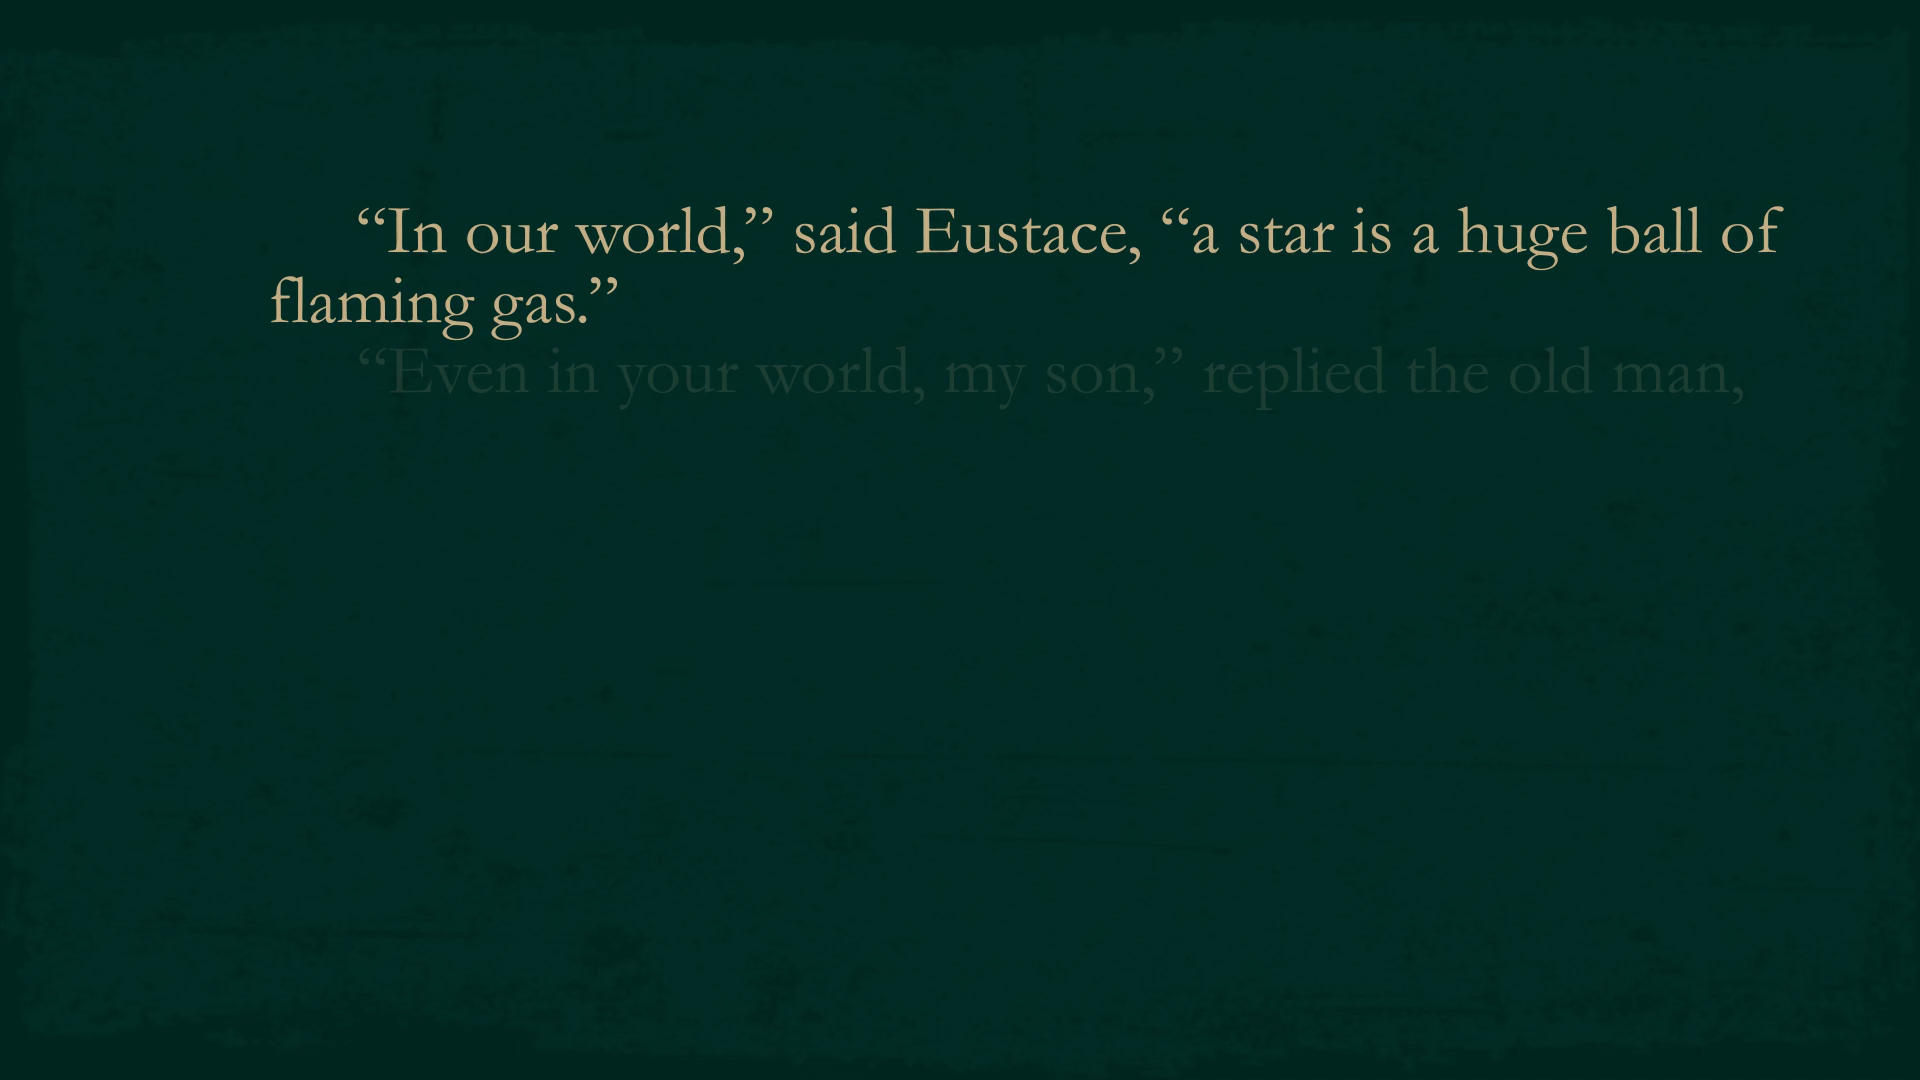 “In our world,” said Eustace, “a star is a huge ball of
flaming gas.”
“Even in your world, my son,” replied the old man,